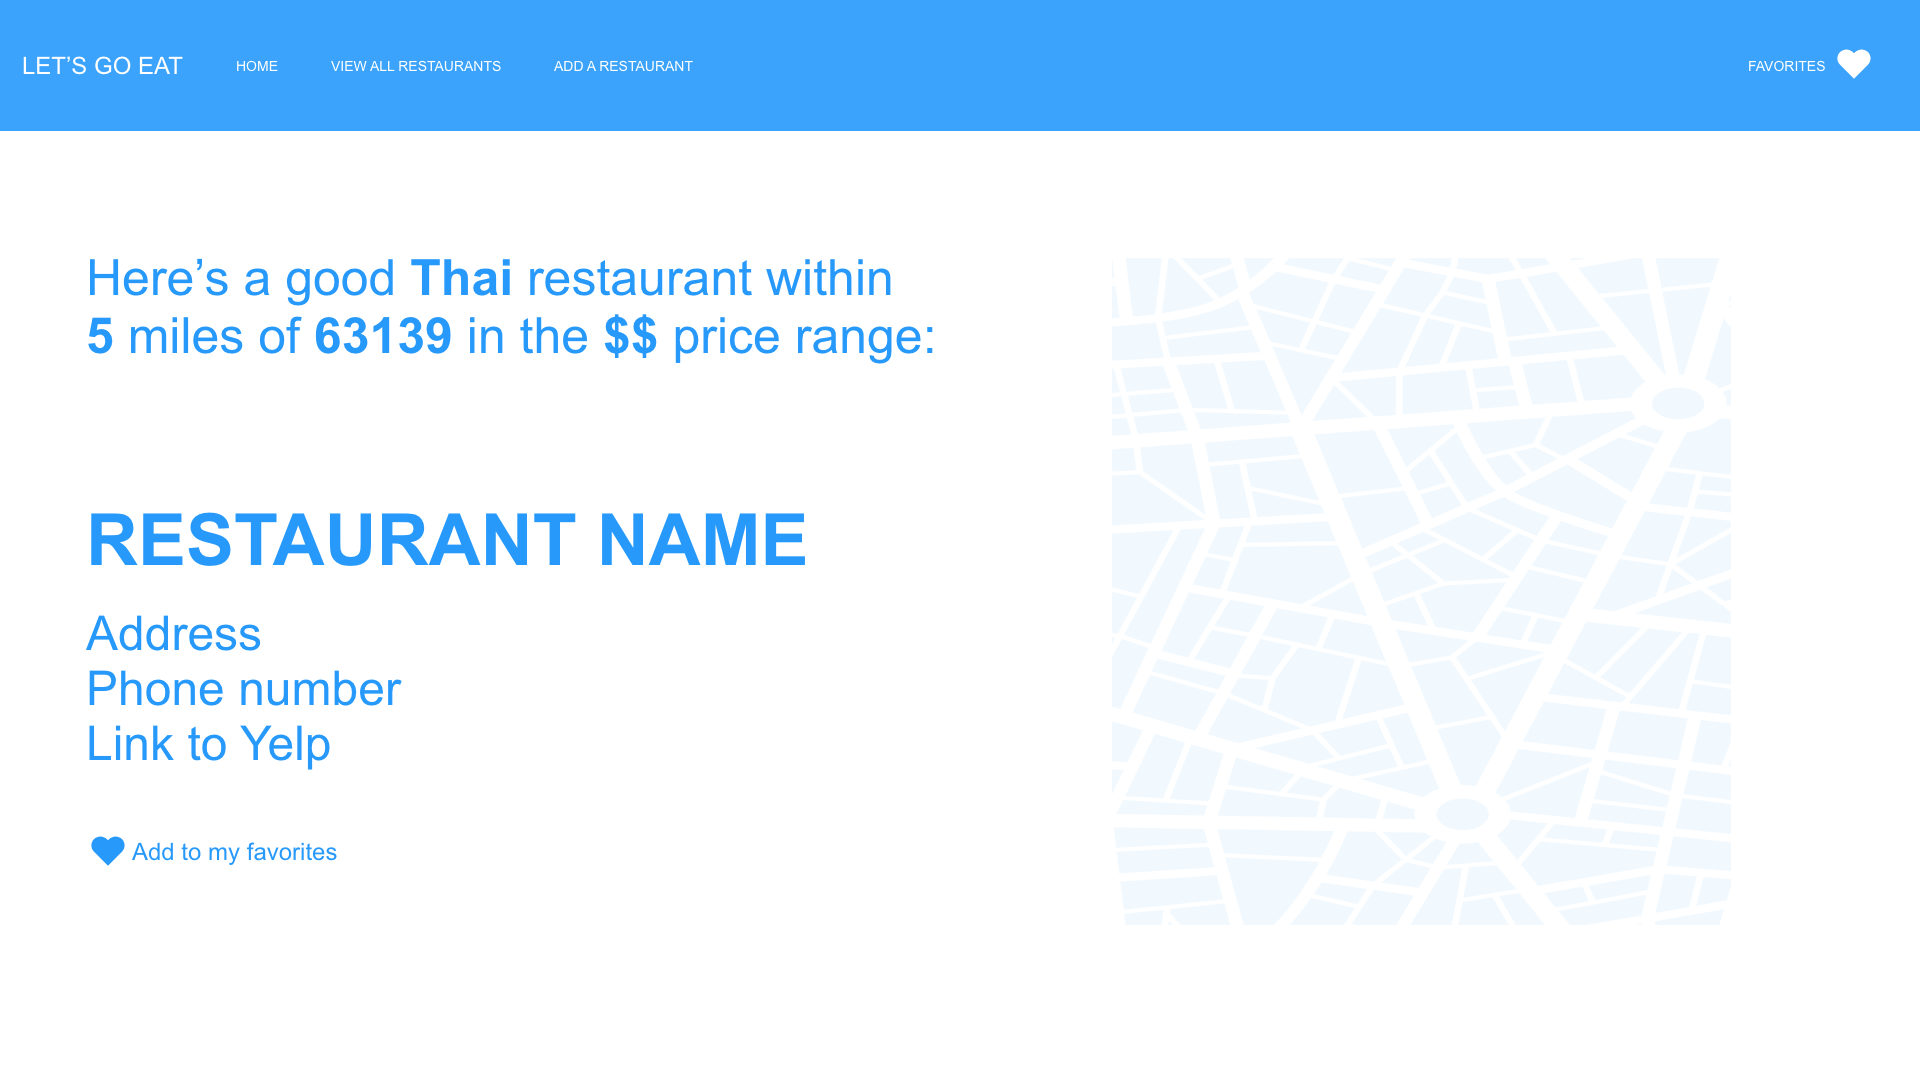 LET’S GO EAT
HOME
VIEW ALL RESTAURANTS
ADD A RESTAURANT
FAVORITES
Here’s a good Thai restaurant within
5 miles of 63139 in the $$ price range:
RESTAURANT NAME
Address
Phone number
Link to Yelp
Add to my favorites